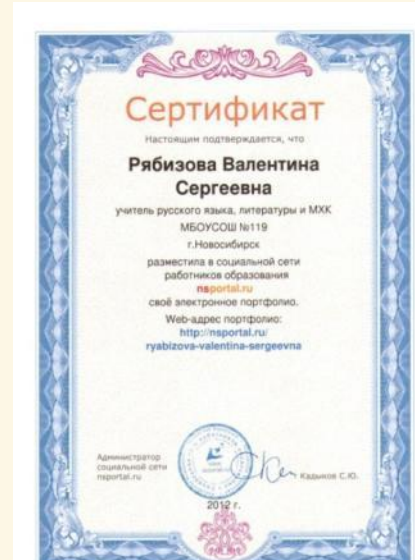 Сертификат
Настоящим подтверждается, что
Рябизова Валентина
Сергеевна
учитель русского языка, литературы и МХК
МБОУСОШ №119
г.Новосибирск
разместила в социальной сети
работников образования
nsportal.ru
своё электронное портфолио.
Web-адрес портфолио:
http://nsportal.ru/
ryabizova-valentina-sergeevna
Администратор
социальной сети
nsportal.ru
Кадыков С.Ю.
2012 г.